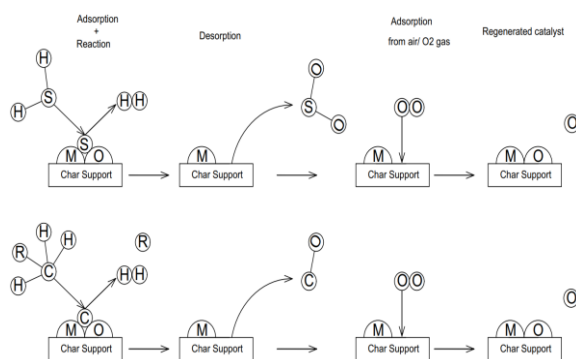 Adsorption
+
Reaction
Desorption
Adsorption
from air/ O2 gas
Regenerated catalyst
H
H
S
H H
S
M O
Char Support
M
Char Support
O
S
O
O O
M
Char Support
O
M O
Char Support
H
R
H
C
H
R
H H
C
M O
Char Support
M
Char Support
O
C
O O
M
Char Support
O
M O
Char Support